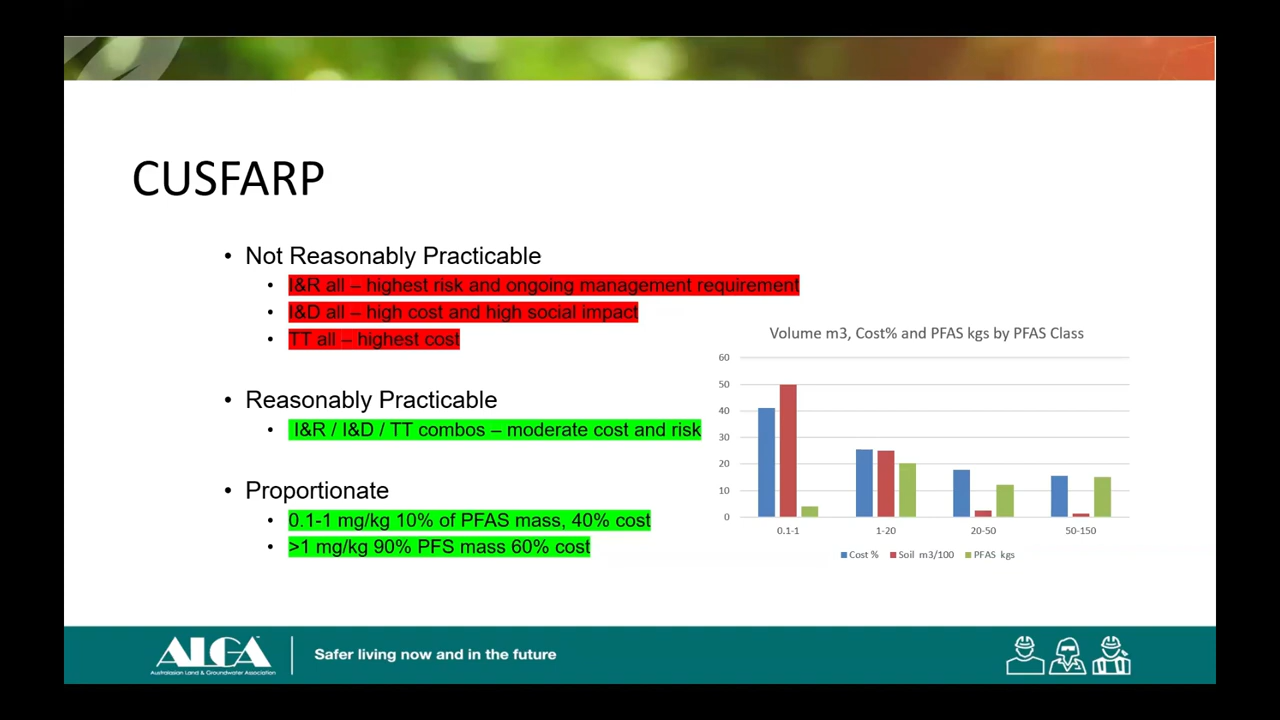 CUSFARP
• Not Reasonably Practicable
• I&R all – highest risk and ongoing management requirement
• I&D all – high cost and high social impact
• TT all – highest cost
• Reasonably Practicable
• I&R / I&D / TT combos – moderate cost and risk
• Proportionate
• 0.1-1 mg/kg 10% of PFAS mass, 40% cost
• >1 mg/kg 90% PFS mass 60% cost
Volume m3, Cost% and PFAS kgs by PFAS Class
60
50
40
30
20
10
0
0.1-1 1-20 20-50 50-150
Cost % Soil m3/100 PFAS kgs
ALGA
Australasian Land & Groundwater Association
Safer living now and in the future